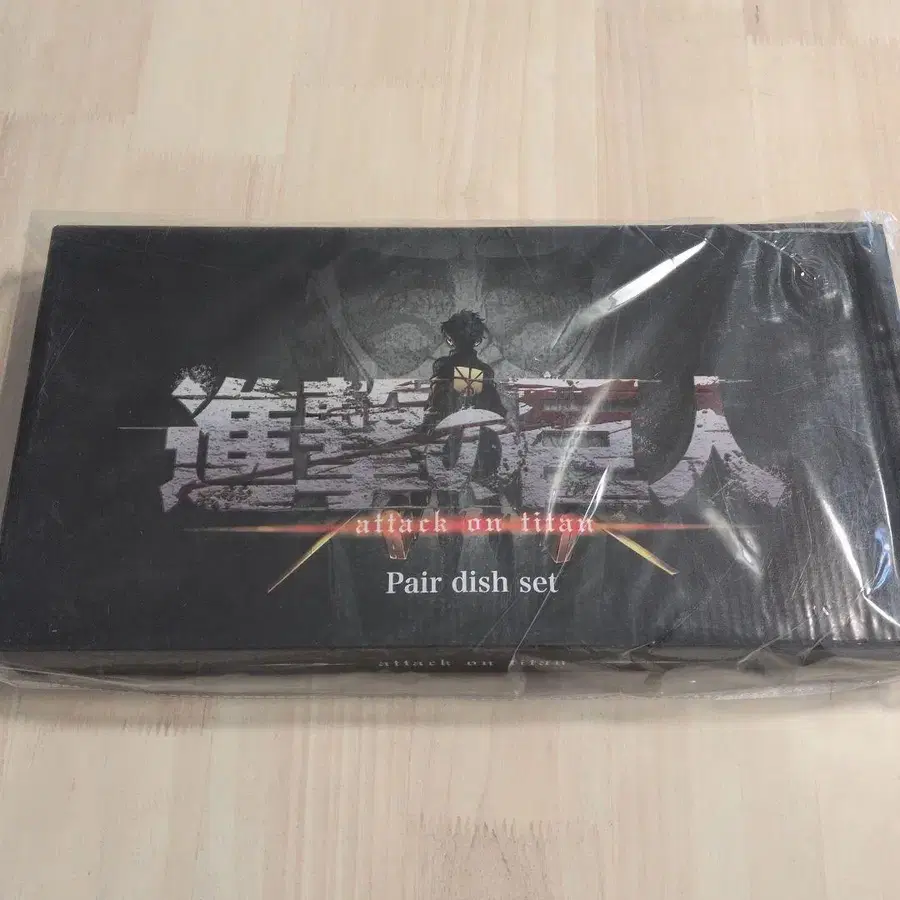 進撃の巨人
attack on titan
Pair dish set
attack on titan